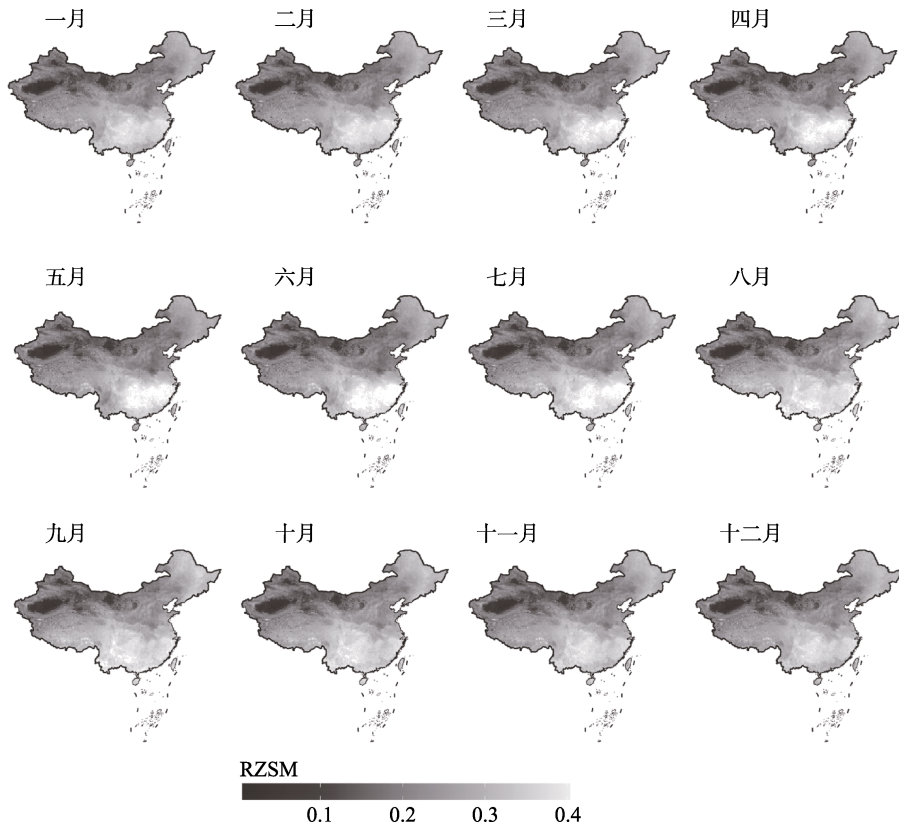 一月
二月
三月
四月
五月
六月
七月
八月
九月
十月
十一月
十二月
RZSM
0.1 0.2 0.3 0.4